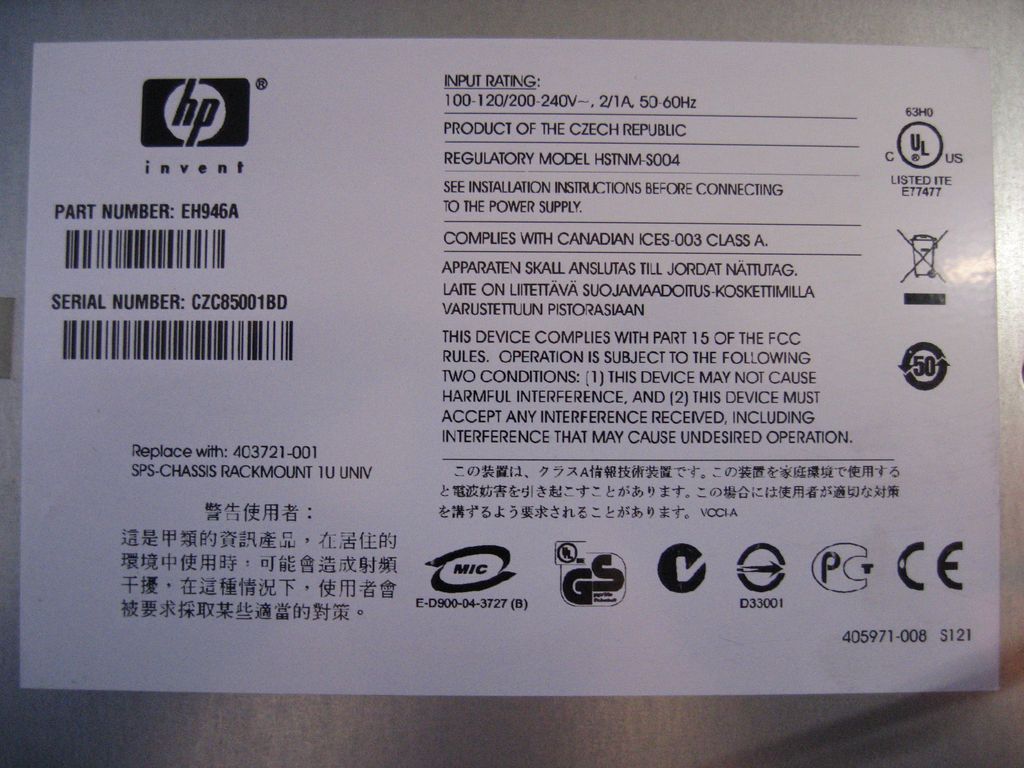 hp ®
invent
PART NUMBER: EH946A
SERIAL NUMBER: CZC85001BD
Replace with: 403721-001
SPS-CHASSIS RACKMOUNT 1U UNIV
警告使用者：
這是甲類的資訊產品，在居住的
環境中使用時，可能會造成射頻
干擾，在這種情況下，使用者會
被要求採取某些適當的對策。
INPUT RATING:
100-120/200-240V~, 2/1A, 50-60Hz
PRODUCT OF THE CZECH REPUBLIC
REGULATORY MODEL HSTNM-S004
SEE INSTALLATION INSTRUCTIONS BEFORE CONNECTING
TO THE POWER SUPPLY.
COMPLIES WITH CANADIAN ICES-003 CLASS A.
APPARATEN SKALL ANSLUTAS TILL JORDAT NÄTTUTAG.
LAITE ON LIITETTÄVÄ SUOJAMAADOITUS-KOSKETTIMILLA
VARUSTETTUUN PISTORASIAAN
THIS DEVICE COMPLIES WITH PART 15 OF THE FCC
RULES. OPERATION IS SUBJECT TO THE FOLLOWING
TWO CONDITIONS: (1) THIS DEVICE MAY NOT CAUSE
HARMFUL INTERFERENCE, AND (2) THIS DEVICE MUST
ACCEPT ANY INTERFERENCE RECEIVED, INCLUDING
INTERFERENCE THAT MAY CAUSE UNDESIRED OPERATION.
この装置は、クラスA情報技術装置です。この装置を家庭環境で使用する
と電波妨害を引き起こすことがあります。この場合には使用者が適切な対策
を講ずるよう要求されることがあります。 VCCI-A
63H0
C UL ® US
LISTED ITE
E77477
50
MIC
E-D900-04-3727 (B)
UL GS
D33001
PCT
CE
405971-008 S121